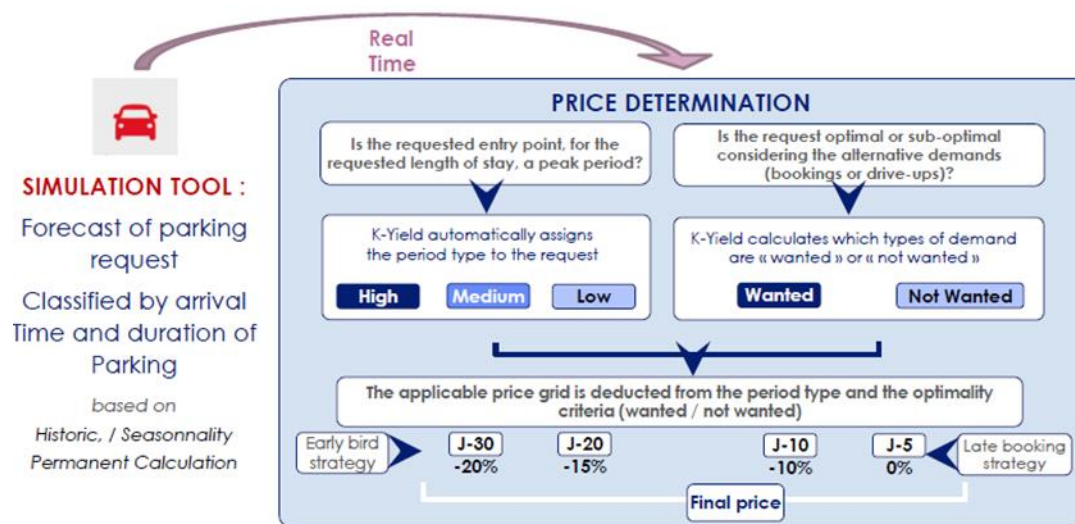 Real
Time
PRICE DETERMINATION
Is the requested entry point, for the
requested length of stay, a peak period?
Is the request optimal or sub-optimal
considering the alternative demands
(bookings or drive-ups)?
SIMULATION TOOL :
Forecast of parking
request
Classified by arrival
Time and duration of
Parking
based on
Historic, / Seasonnality
Permanent Calculation
K-Yield automatically assigns
the period type to the request
High
Medium
Low
K-Yield calculates which types of demand
are « wanted » or « not wanted »
Wanted
Not Wanted
The applicable price grid is deducted from the period type and the optimality
criteria (wanted / not wanted)
Early bird
strategy
J-30
-20%
J-20
-15%
J-10
-10%
J-5
0%
Late booking
strategy
Final price